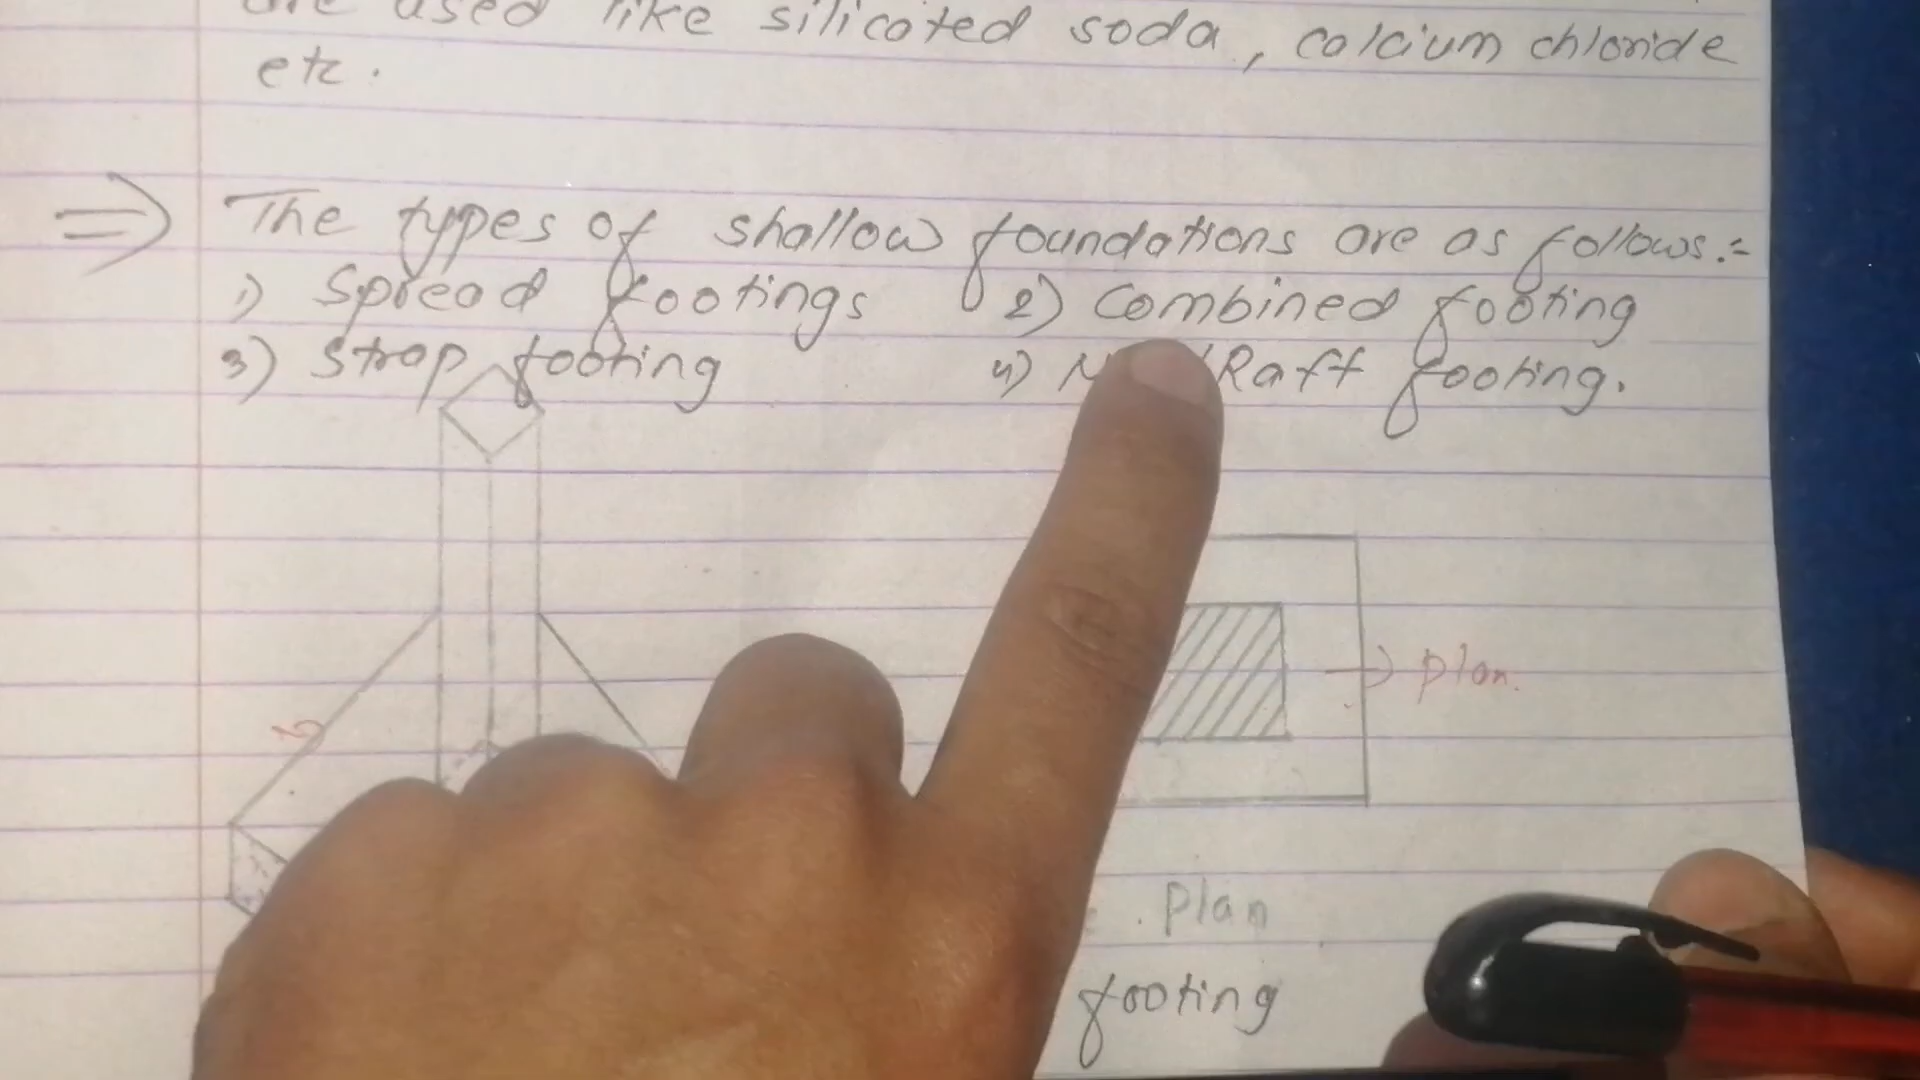 are used like silicated soda, calcium chloride
etc.
⇒ The types of shallow foundations are as follows:-
1) Spread footings 2) Combined footing
3) Strap footing 4) Raft footing.
→ plan.
Plan
footing